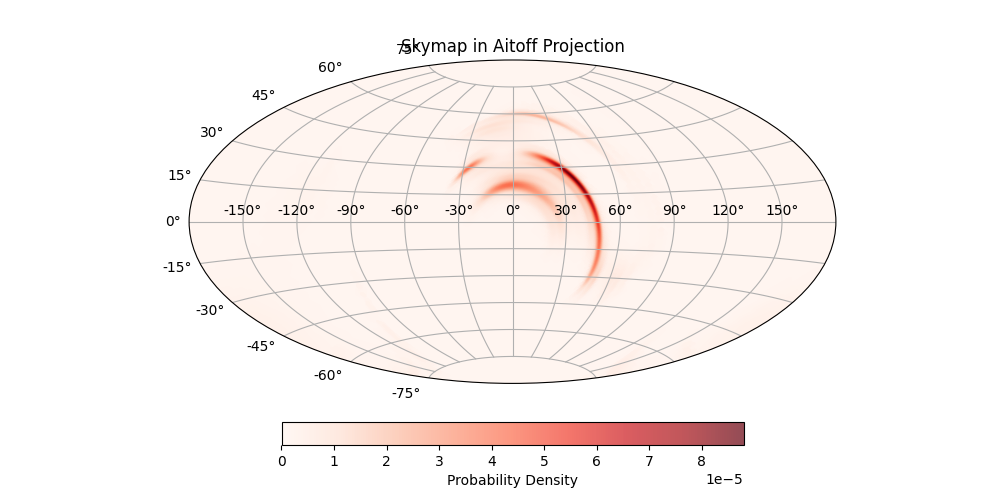 Skymap in Aitoff Projection
75°
60°
45°
30°
15°
-150° -120° -90° -60° -30° 0° 30° 60° 90° 120° 150°
0°
-15°
-30°
-45°
-60°
-75°
0 1 2 3 4 5 6 7 8
1e−5
Probability Density